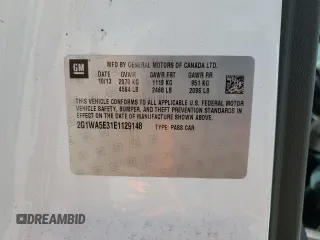 GM
MFD BY GENERAL MOTORS OF CANADA LTD.
DATE GVWR GAWR FRT GAWR RR
10/13 2070 KG 1119 KG 951 KG
4564 LB 2468 LB 2096 LB
THIS VEHICLE CONFORMS TO ALL APPLICABLE U.S. FEDERAL MOTOR VEHICLE
SAFETY, BUMPER, AND THEFT PREVENTION STANDARDS IN EFFECT ON THE
DATE OF MANUFACTURE SHOWN ABOVE.
2G1WA5E31E1129148 TYPE: PASS CAR
DREAMBID